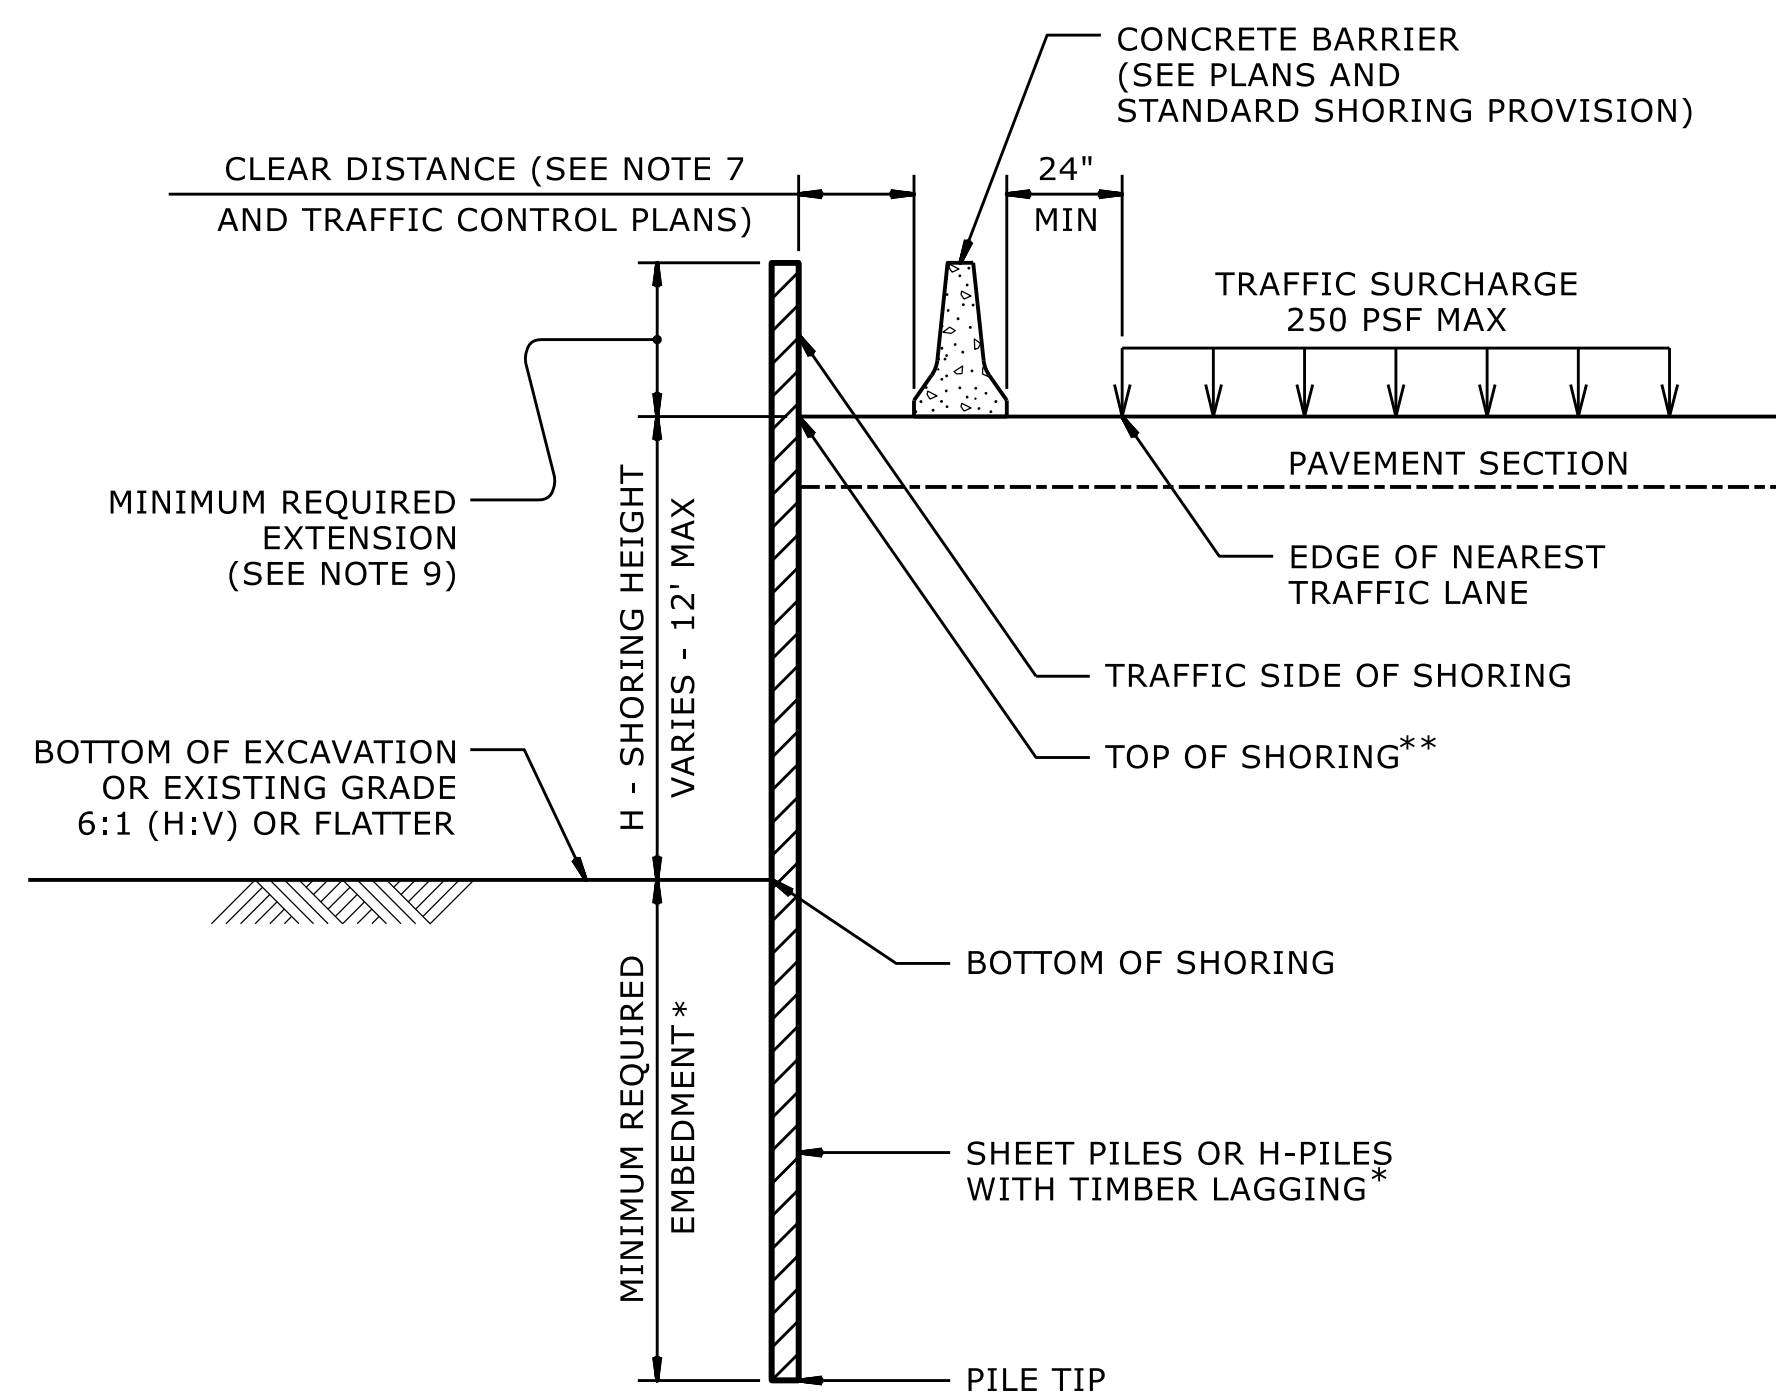 CONCRETE BARRIER
(SEE PLANS AND
STANDARD SHORING PROVISION)
CLEAR DISTANCE (SEE NOTE 7
AND TRAFFIC CONTROL PLANS)
24"
MIN
TRAFFIC SURCHARGE
250 PSF MAX
PAVEMENT SECTION
MINIMUM REQUIRED
EXTENSION
(SEE NOTE 9)
H - SHORING HEIGHT
VARIES - 12' MAX
EDGE OF NEAREST
TRAFFIC LANE
TRAFFIC SIDE OF SHORING
TOP OF SHORING**
BOTTOM OF EXCAVATION
OR EXISTING GRADE
6:1 (H:V) OR FLATTER
BOTTOM OF SHORING
MINIMUM REQUIRED
EMBEDMENT*
SHEET PILES OR H-PILES
WITH TIMBER LAGGING*
PILE TIP